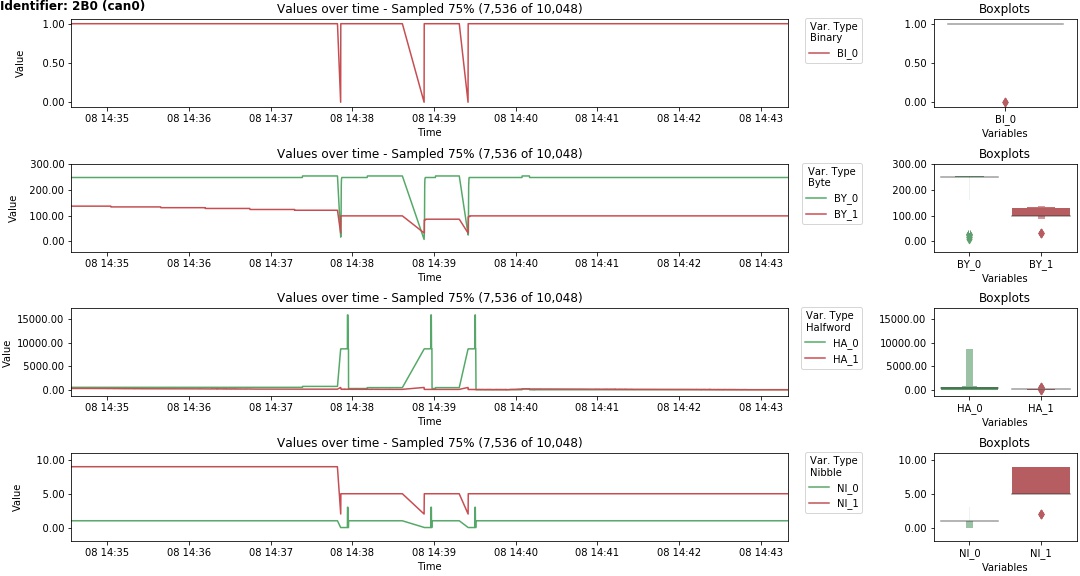 Identifier: 2B0 (can0)
Values over time - Sampled 75% (7,536 of 10,048)
Boxplots
1.00
0.50
0.00
Value
08 14:35 08 14:36 08 14:37 08 14:38 08 14:39 08 14:40 08 14:41 08 14:42 08 14:43
Time
Var. Type
Binary
BI_0
1.00
0.50
0.00
BI_0
Variables
Values over time - Sampled 75% (7,536 of 10,048)
Boxplots
300.00
200.00
100.00
0.00
Value
08 14:35 08 14:36 08 14:37 08 14:38 08 14:39 08 14:40 08 14:41 08 14:42 08 14:43
Time
Var. Type
Byte
BY_0
BY_1
300.00
200.00
100.00
0.00
BY_0 BY_1
Variables
Values over time - Sampled 75% (7,536 of 10,048)
Boxplots
15000.00
10000.00
5000.00
0.00
Value
08 14:35 08 14:36 08 14:37 08 14:38 08 14:39 08 14:40 08 14:41 08 14:42 08 14:43
Time
Var. Type
Halfword
HA_0
HA_1
15000.00
10000.00
5000.00
0.00
HA_0 HA_1
Variables
Values over time - Sampled 75% (7,536 of 10,048)
Boxplots
10.00
5.00
0.00
Value
08 14:35 08 14:36 08 14:37 08 14:38 08 14:39 08 14:40 08 14:41 08 14:42 08 14:43
Time
Var. Type
Nibble
NI_0
NI_1
10.00
5.00
0.00
NI_0 NI_1
Variables